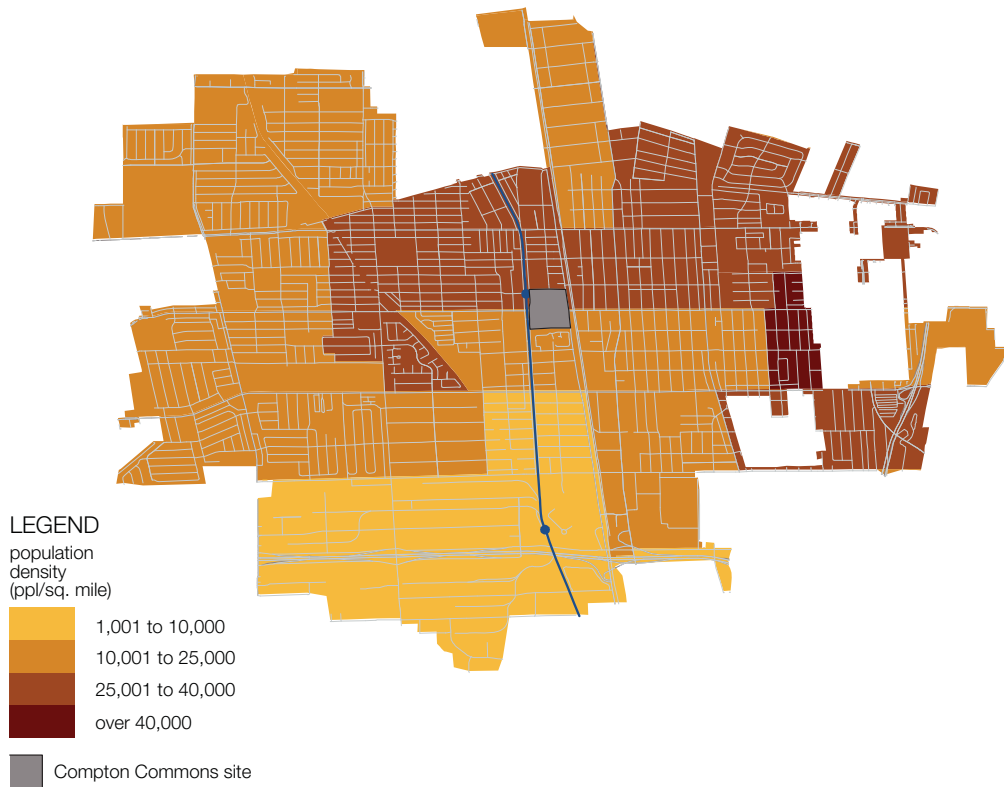 LEGEND
population
density
(ppl/sq. mile)
1,001 to 10,000
10,001 to 25,000
25,001 to 40,000
over 40,000
Compton Commons site